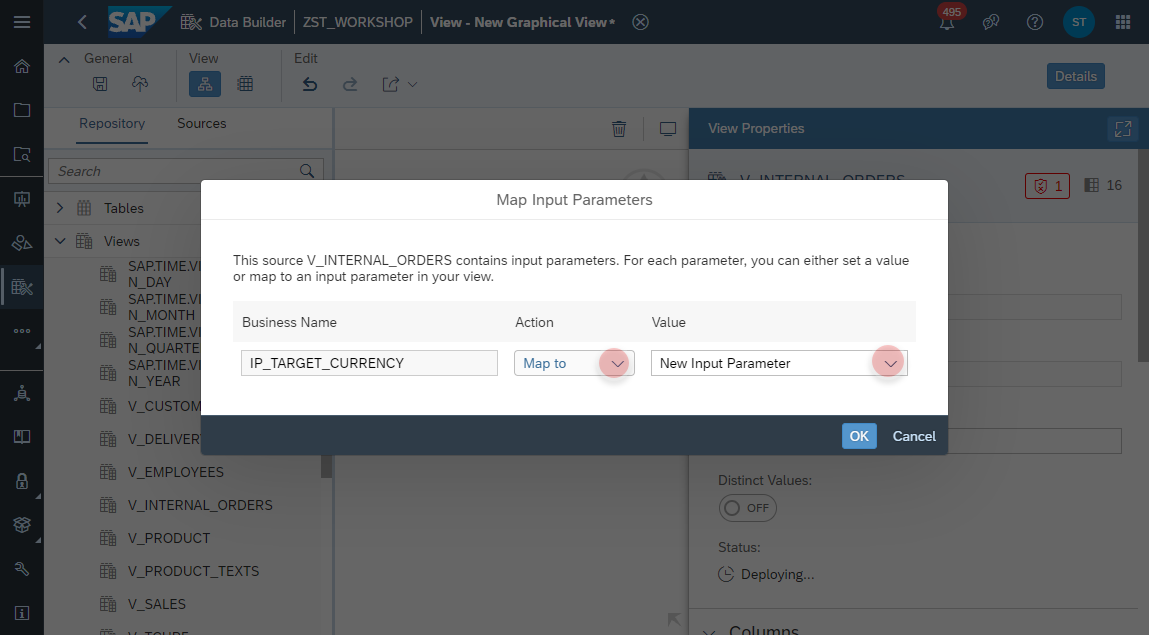 SAP
Data Builder
ZST_WORKSHOP
View - New Graphical View*
495
ST
General
View
Edit
Details
Repository
Sources
View Properties
Search
V_INTERNAL_ORDERS
1
16
Tables
Views
SAP.TIME.VI
N_DAY
SAP.TIME.VI
N_MONTH
SAP.TIME.VI
N_QUARTE
SAP.TIME.VI
N_YEAR
V_CUSTOM
V_DELIVERY
V_EMPLOYEES
V_INTERNAL_ORDERS
V_PRODUCT
V_PRODUCT_TEXTS
V_SALES
Map Input Parameters
This source V_INTERNAL_ORDERS contains input parameters. For each parameter, you can either set a value
or map to an input parameter in your view.
Business Name
Action
Value
IP_TARGET_CURRENCY
Map to
New Input Parameter
OK
Cancel
Distinct Values:
OFF
Status:
Deploying...
Columns